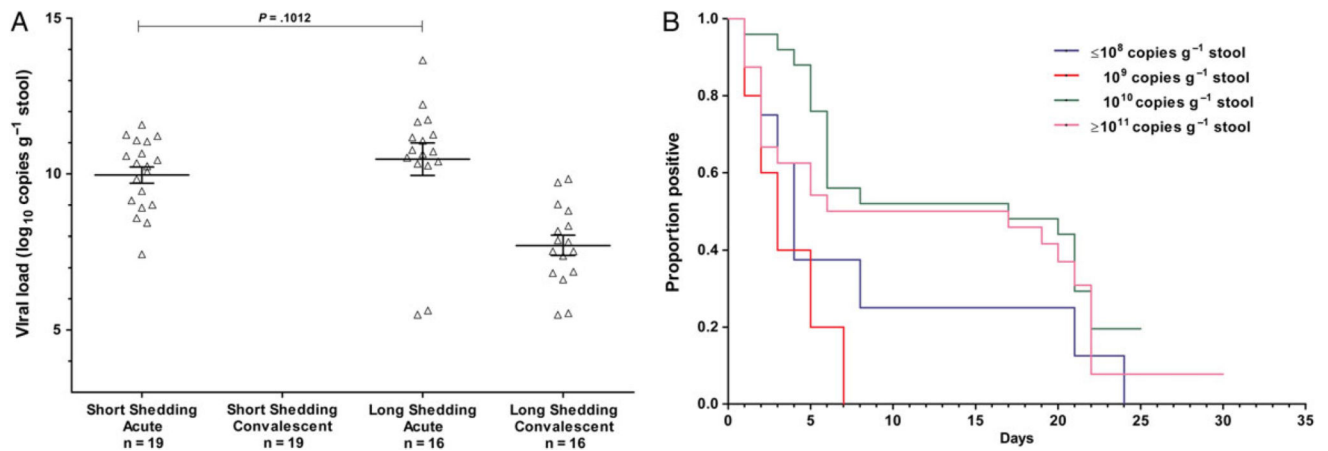 A
15
10
5
VIral load (log10 copies g−1 stool)
P = .1012
Short Shedding
Acute
n = 19
Short Shedding
Convalescent
n = 19
Long Shedding
Acute
n = 16
Long Shedding
Convalescent
n = 16
B
1.0
0.8
0.6
0.4
0.2
0.0
Proportion positive
≤10⁸ copies g⁻¹ stool
10⁹ copies g⁻¹ stool
10¹⁰ copies g⁻¹ stool
≥10¹¹ copies g⁻¹ stool
0 5 10 15 20 25 30 35
Days